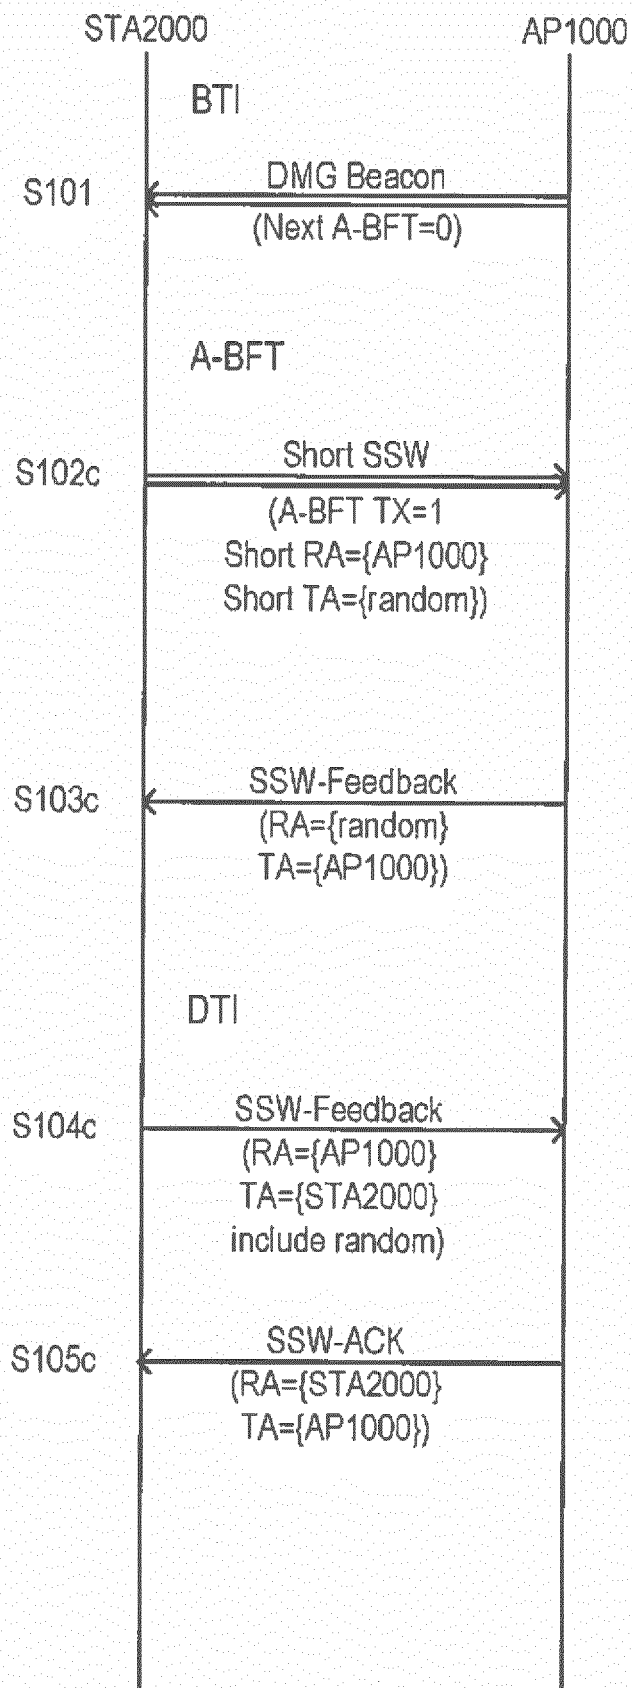 STA2000 AP1000
BTI
S101 DMG Beacon
(Next A-BFT=0)
A-BFT
S102c Short SSW
(A-BFT TX=1
Short RA={AP1000}
Short TA={random})
S103c SSW-Feedback
(RA={random}
TA={AP1000})
DTI
S104c SSW-Feedback
(RA={AP1000}
TA={STA2000}
include random)
S105c SSW-ACK
(RA={STA2000}
TA={AP1000})